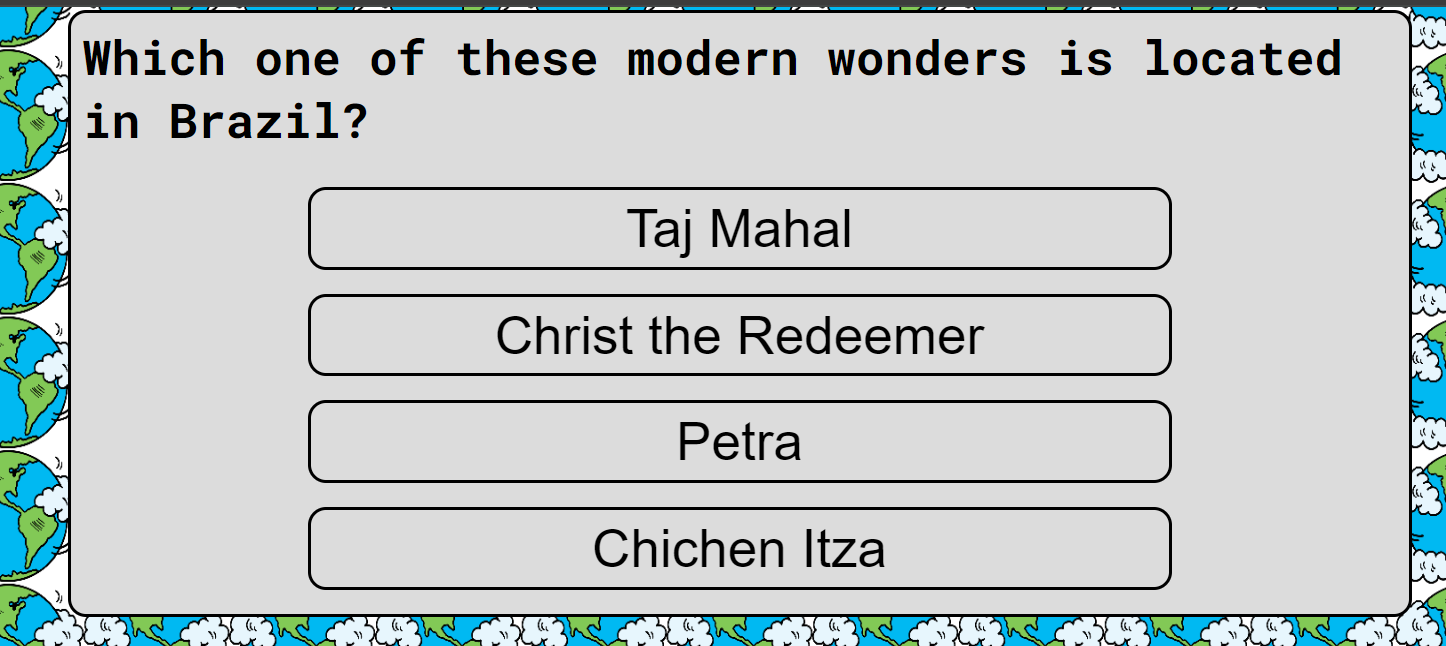 Which one of these modern wonders is located
in Brazil?
Taj Mahal
Christ the Redeemer
Petra
Chichen Itza